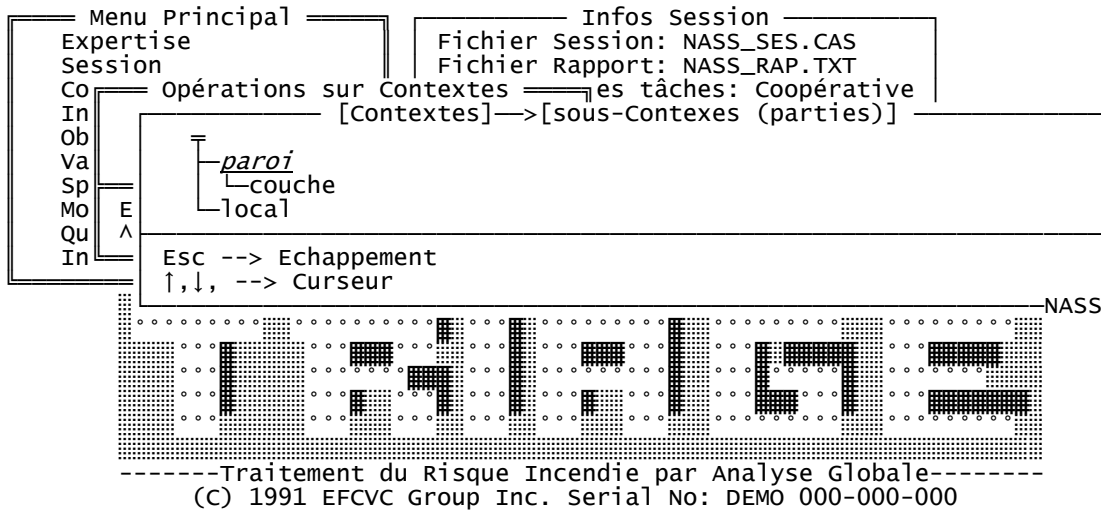 Menu Principal
Infos Session
Expertise
Fichier Session: NASS_SES.CAS
Session
Fichier Rapport: NASS_RAP.TXT
Co
Opérations sur Contextes
es tâches: Coopérative
In
[Contextes]—>[sous-Contexes (parties)]
Ob
Va
paroi
Sp
couche
Mo E
local
Qu ^
In
Esc --> Echappement
↑,↓, --> Curseur
NASS
-------Traitement du Risque Incendie par Analyse Globale--------
(C) 1991 EFCVC Group Inc. Serial No: DEMO 000-000-000